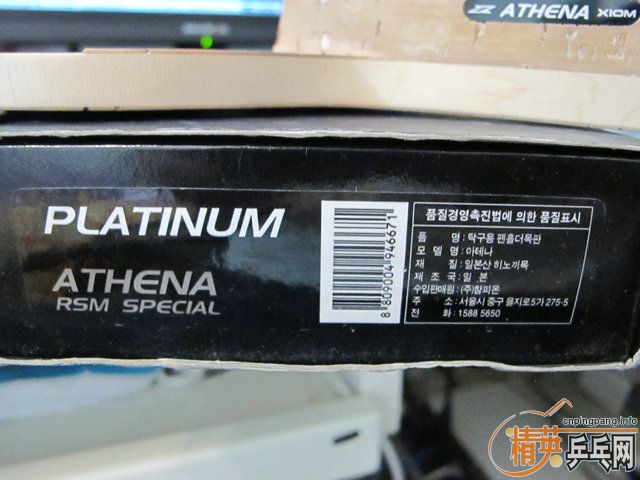 ATHENA XIOM
PLATINUM
ATHENA
RSM SPECIAL
8 809004 946671
품질경영촉진법에 의한 품질표시
품 명 : 탁구용 펜홀더목판
모 델 명 : 아테나
재 질 : 일본산 히노끼목
제 조 국 : 일 본
수입판매원 : (주)참피온
주 소 : 서울시 중구 을지로5가 275-5
전 화 : 1588 5650
cnpingpang.info
精英乒乓网